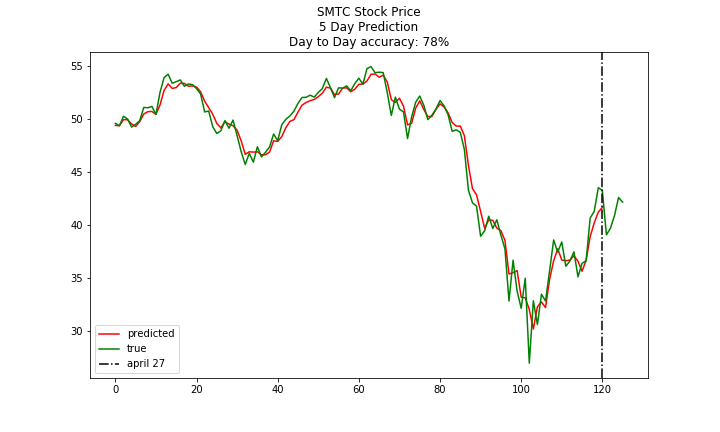 SMTC Stock Price
5 Day Prediction
Day to Day accuracy: 78%
55
50
45
40
35
30
predicted
true
april 27
0 20 40 60 80 100 120